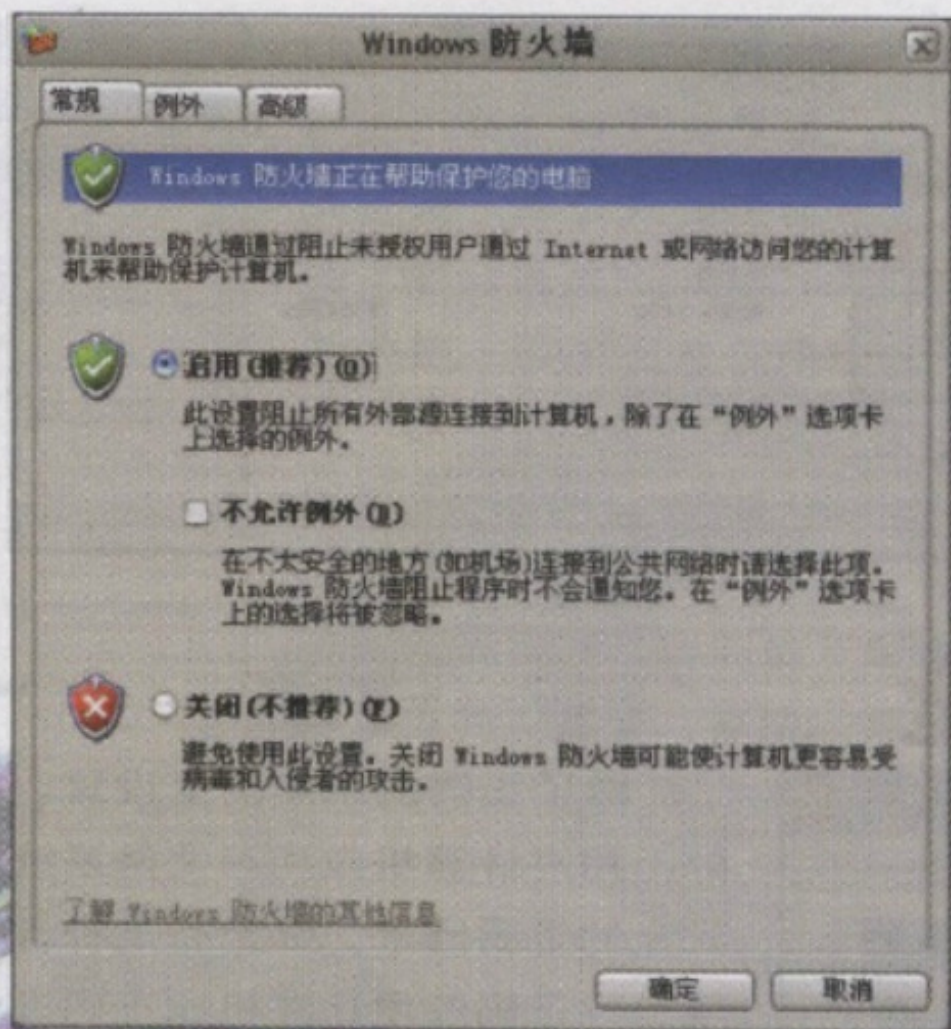 Windows 防火墙
常规 例外 高级
Windows 防火墙正在帮助保护您的电脑
Windows 防火墙通过阻止未授权用户通过 Internet 或网络访问您的计算
机来帮助保护计算机。
启用(推荐)(O)
此设置阻止所有外部源连接到计算机，除了在“例外”选项卡
上选择的例外。
不允许例外(D)
在不太安全的地方(如机场)连接到公共网络时请选择此项。
Windows 防火墙阻止程序时不会通知您。在“例外”选项卡
上的选择将被忽略。
关闭(不推荐)(F)
避免使用此设置。关闭 Windows 防火墙可能使计算机更容易受
病毒和入侵者的攻击。
了解 Windows 防火墙的其他信息
确定 取消